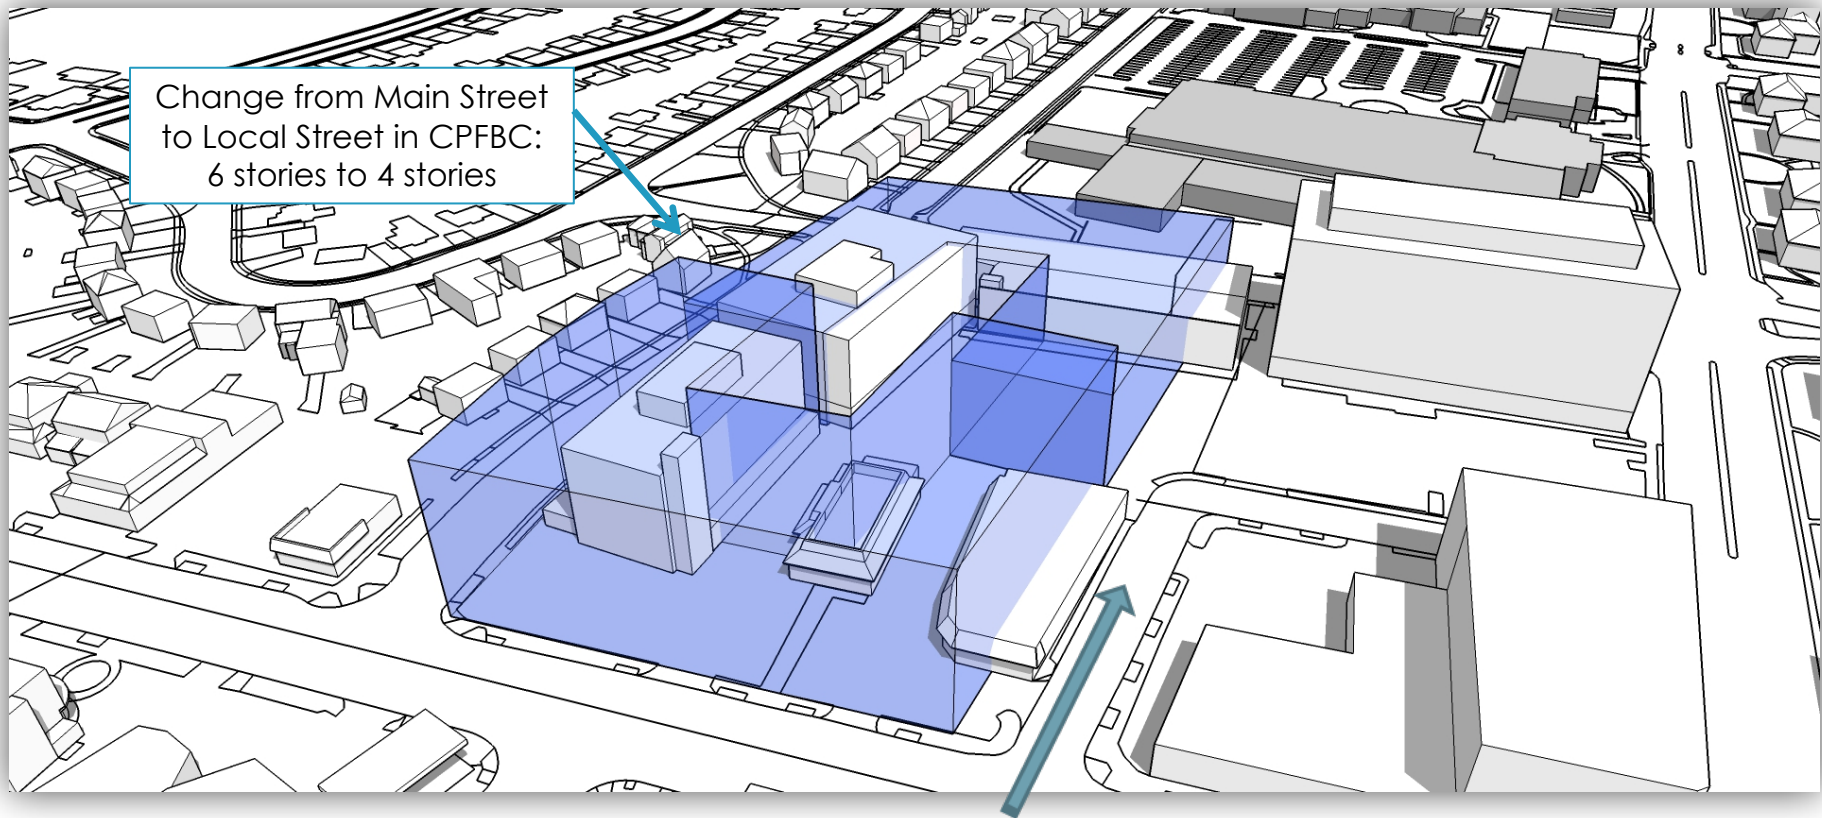 Change from Main Street
to Local Street in CPFBC:
6 stories to 4 stories